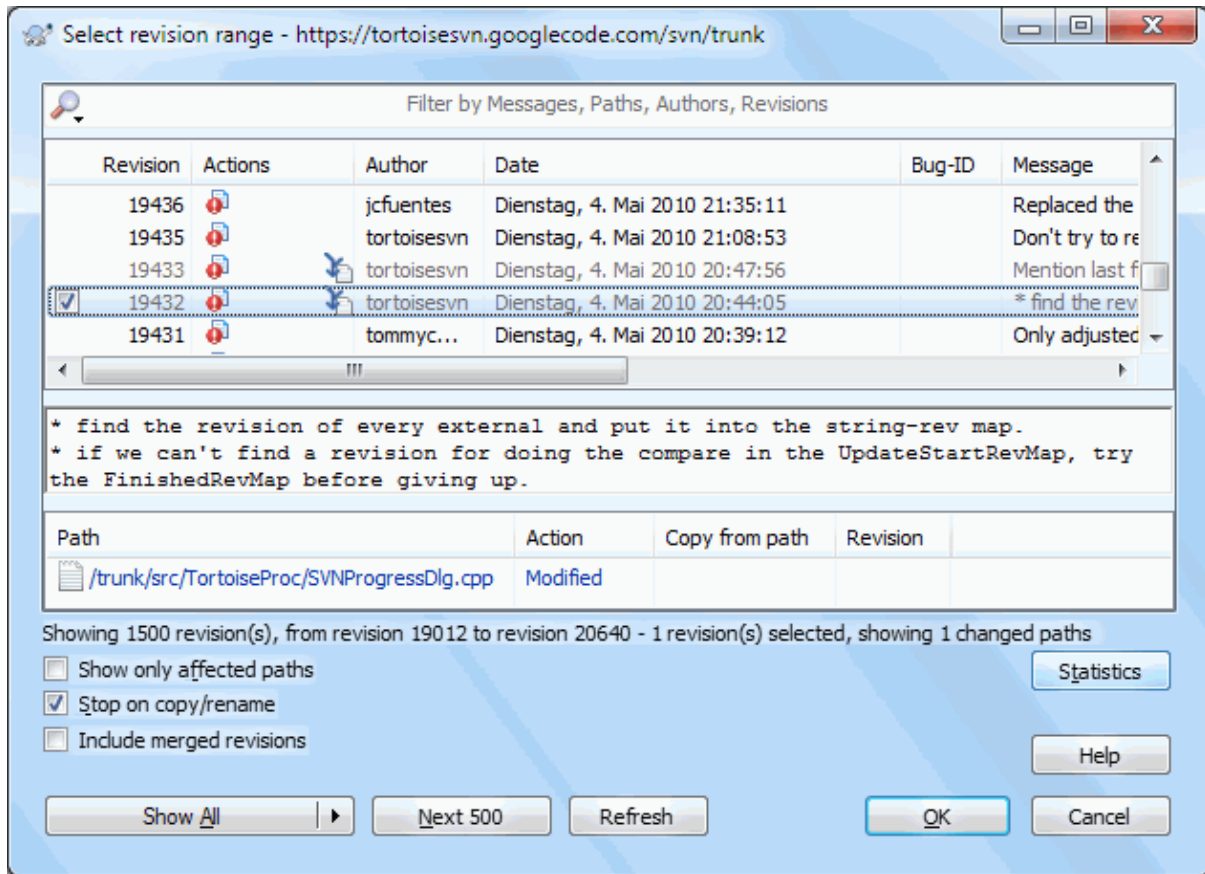 Select revision range - https://tortoisesvn.googlecode.com/svn/trunk
Filter by Messages, Paths, Authors, Revisions
Revision Actions Author Date Bug-ID Message
19436 jcfuentes Dienstag, 4. Mai 2010 21:35:11 Replaced the
19435 tortoisesvn Dienstag, 4. Mai 2010 21:08:53 Don't try to re
19433 tortoisesvn Dienstag, 4. Mai 2010 20:47:56 Mention last f
19432 tortoisesvn Dienstag, 4. Mai 2010 20:44:05 * find the rev
19431 tommyc... Dienstag, 4. Mai 2010 20:39:12 Only adjusted
* find the revision of every external and put it into the string-rev map.
* if we can't find a revision for doing the compare in the UpdateStartRevMap, try
the FinishedRevMap before giving up.
Path Action Copy from path Revision
/trunk/src/TortoiseProc/SVNProgressDlg.cpp Modified
Showing 1500 revision(s), from revision 19012 to revision 20640 - 1 revision(s) selected, showing 1 changed paths
Show only affected paths
Statistics
Stop on copy/rename
Include merged revisions
Help
Show All Next 500 Refresh OK Cancel